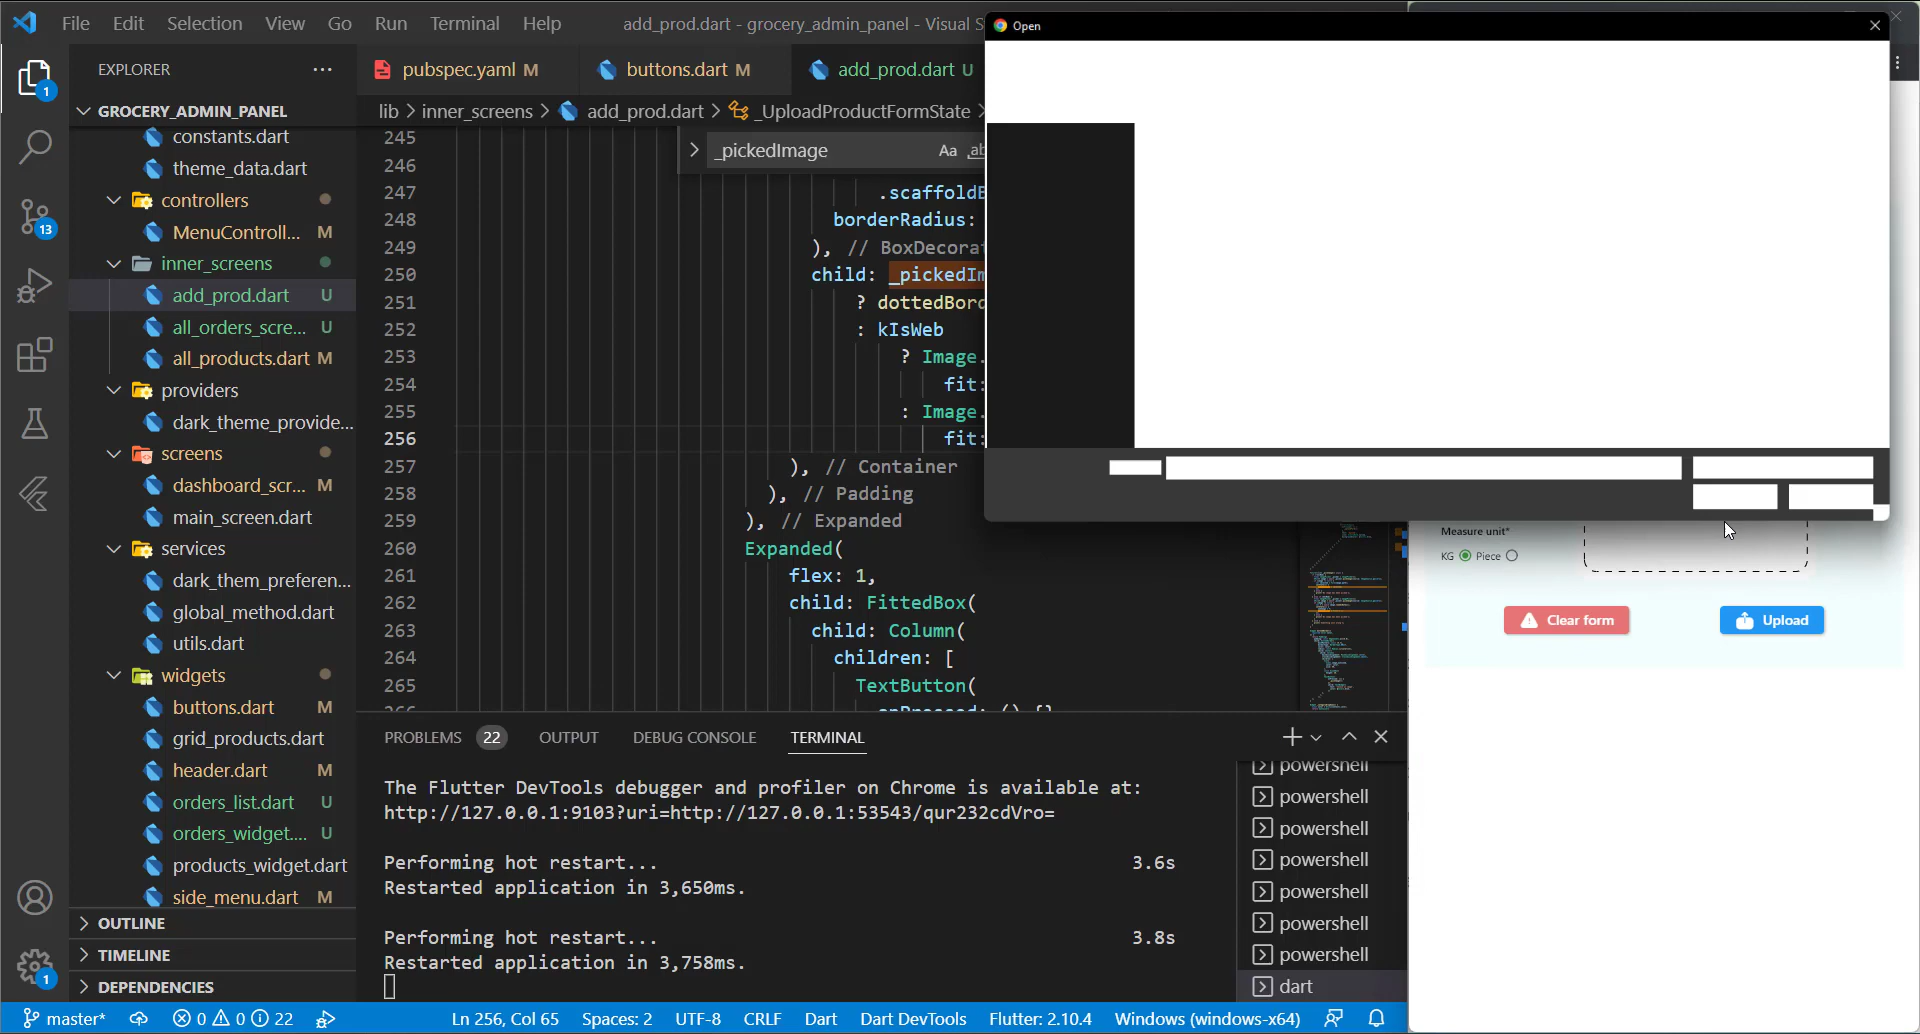 File Edit Selection View Go Run Terminal Help
add_prod.dart - grocery_admin_panel - Visual S
Open
EXPLORER
pubspec.yaml M
buttons.dart M
add_prod.dart U
GROCERY_ADMIN_PANEL
lib > inner_screens > add_prod.dart > _UploadProductFormState
_pickedImage
Aa
constants.dart
theme_data.dart
controllers
MenuControll... M
inner_screens
add_prod.dart U
all_orders_scre... U
all_products.dart M
providers
dark_theme_provide...
screens
dashboard_scr... M
main_screen.dart
services
dark_them_preferen...
global_method.dart
utils.dart
widgets
buttons.dart M
grid_products.dart
header.dart M
orders_list.dart U
orders_widget.... U
products_widget.dart
side_menu.dart M
OUTLINE
TIMELINE
DEPENDENCIES
1
13
1
245
246
247 .scaffoldB
248 borderRadius:
249 ), // BoxDecorat
250 child: _pickedIm
251 ? dottedBord
252 : kIsWeb
253 ? Image.
254 fit:
255 : Image.
256 fit:
257 ), // Container
258 ), // Padding
259 ), // Expanded
260 Expanded(
261 flex: 1,
262 child: FittedBox(
263 child: Column(
264 children: [
265 TextButton(
Measure unit*
KG Piece
Clear form
Upload
PROBLEMS 22 OUTPUT DEBUG CONSOLE TERMINAL
The Flutter DevTools debugger and profiler on Chrome is available at:
http://127.0.0.1:9103?uri=http://127.0.0.1:53543/qur232cdVro=
Performing hot restart... 3.6s
Restarted application in 3,650ms.
Performing hot restart... 3.8s
Restarted application in 3,758ms.
powershell
powershell
powershell
powershell
powershell
powershell
powershell
dart
master* 0 0 22 Ln 256, Col 65 Spaces: 2 UTF-8 CRLF Dart Dart DevTools Flutter: 2.10.4 Windows (windows-x64)